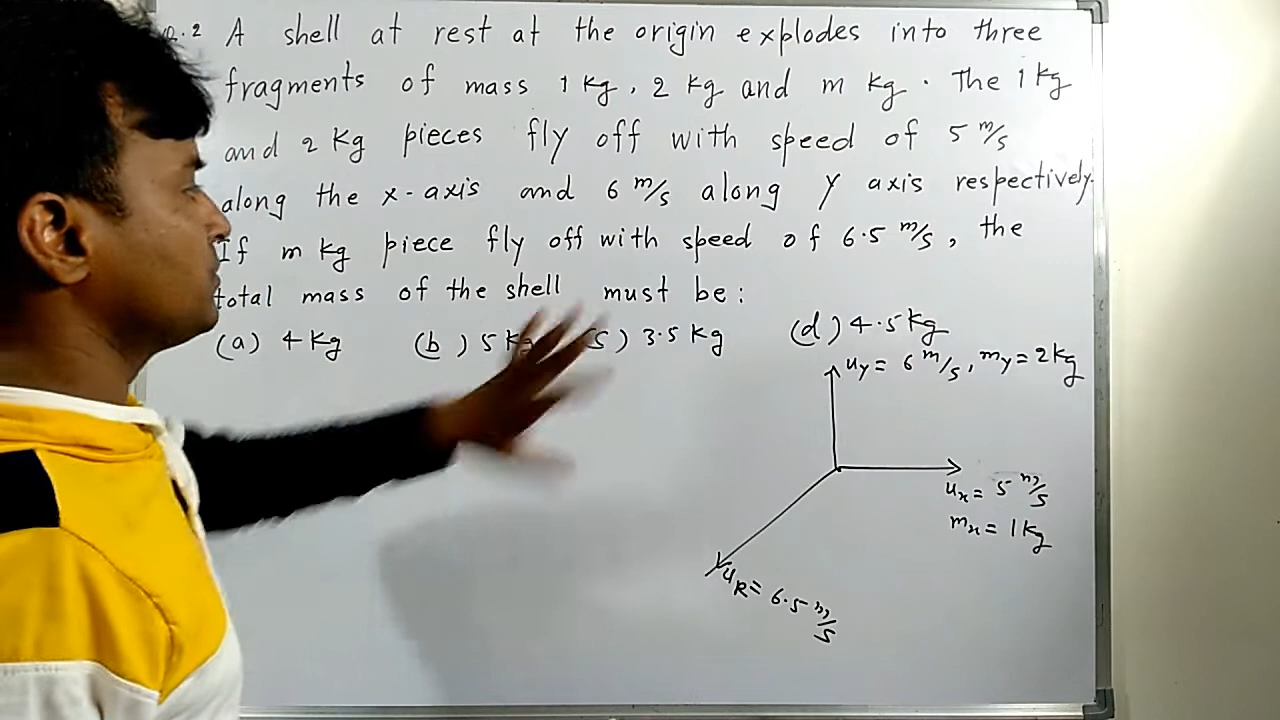 Q.2 A shell at rest at the origin explodes into three
fragments of mass 1 kg, 2 kg and m kg. The 1 kg
and 2 kg pieces fly off with speed of 5 m/s
along the x-axis and 6 m/s along Y axis respectively.
If m kg piece fly off with speed of 6.5 m/s, the
total mass of the shell must be:
(a) 4 kg (b) 5 kg 3.5 kg (d) 4.5 kg
uy = 6 m/s, my = 2kg
ux = 5 m/s
mx = 1 kg
uR = 6.5 m/s